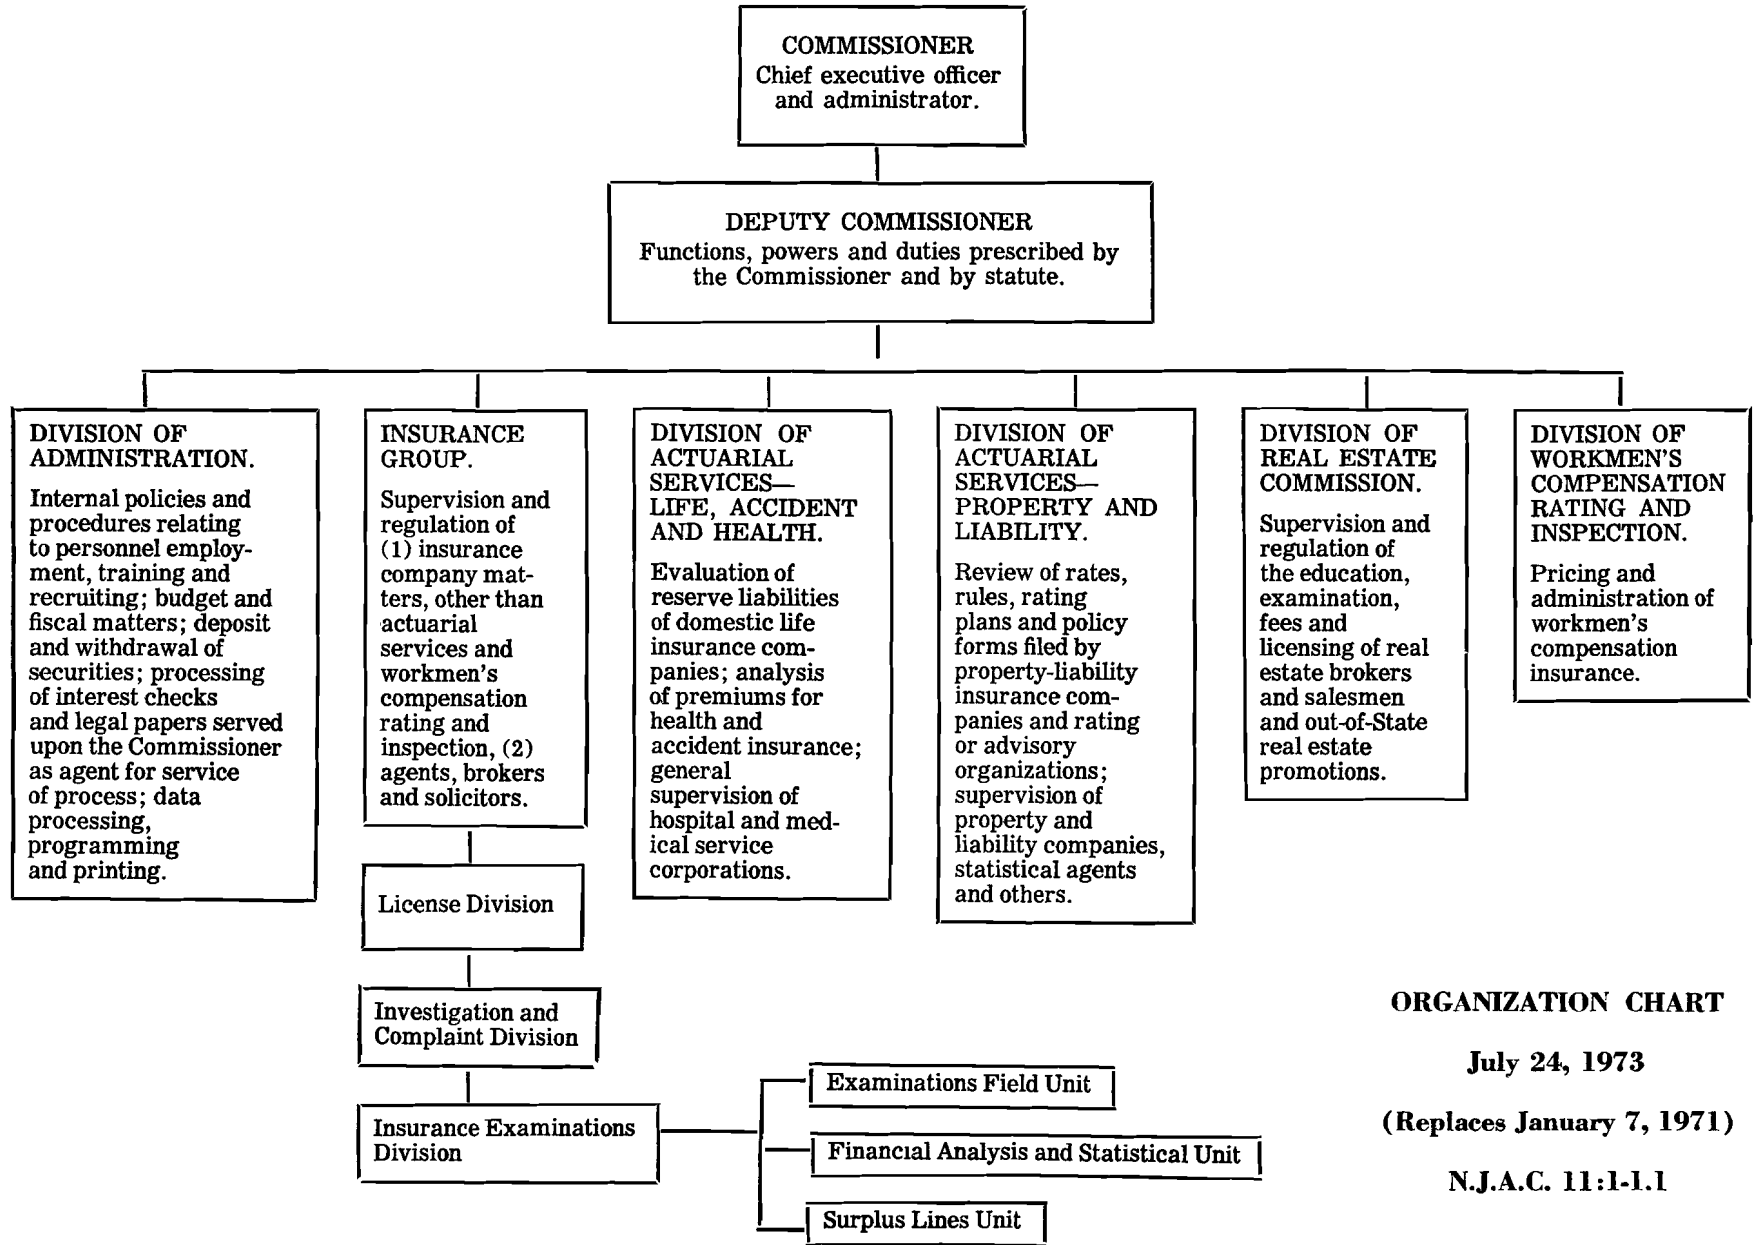 COMMISSIONER
Chief executive officer
and administrator.
DEPUTY COMMISSIONER
Functions, powers and duties prescribed by
the Commissioner and by statute.
DIVISION OF
ADMINISTRATION.
Internal policies and
procedures relating
to personnel employ-
ment, training and
recruiting; budget and
fiscal matters; deposit
and withdrawal of
securities; processing
of interest checks
and legal papers served
upon the Commissioner
as agent for service
of process; data
processing,
programming
and printing.
INSURANCE
GROUP.
Supervision and
regulation of
(1) insurance
company mat-
ters, other than
actuarial
services and
workmen's
compensation
rating and
inspection, (2)
agents, brokers
and solicitors.
DIVISION OF
ACTUARIAL
SERVICES—
LIFE, ACCIDENT
AND HEALTH.
Evaluation of
reserve liabilities
of domestic life
insurance com-
panies; analysis
of premiums for
health and
accident insurance;
general
supervision of
hospital and med-
ical service
corporations.
DIVISION OF
ACTUARIAL
SERVICES—
PROPERTY AND
LIABILITY.
Review of rates,
rules, rating
plans and policy
forms filed by
property-liability
insurance com-
panies and rating
or advisory
organizations;
supervision of
property and
liability companies,
statistical agents
and others.
DIVISION OF
REAL ESTATE
COMMISSION.
Supervision and
regulation of
the education,
examination,
fees and
licensing of real
estate brokers
and salesmen
and out-of-State
real estate
promotions.
DIVISION OF
WORKMEN'S
COMPENSATION
RATING AND
INSPECTION.
Pricing and
administration of
workmen's
compensation
insurance.
License Division
Investigation and
Complaint Division
Insurance Examinations
Division
Examinations Field Unit
Financial Analysis and Statistical Unit
Surplus Lines Unit
ORGANIZATION CHART
July 24, 1973
(Replaces January 7, 1971)
N.J.A.C. 11:1-1.1